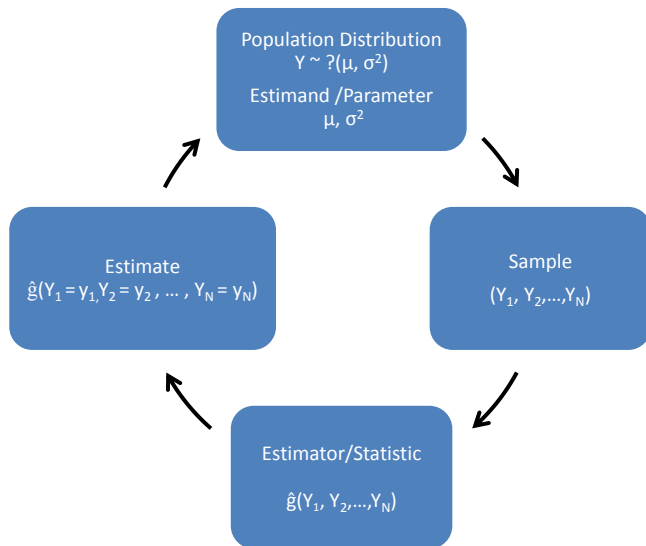 Population Distribution
Y ~ ?(μ, σ²)
Estimand /Parameter
μ, σ²
Sample
(Y₁, Y₂,...,Y_N)
Estimator/Statistic
ĝ(Y₁, Y₂,...,Y_N)
Estimate
ĝ(Y₁ = y₁, Y₂ = y₂ , ... , Y_N = y_N)